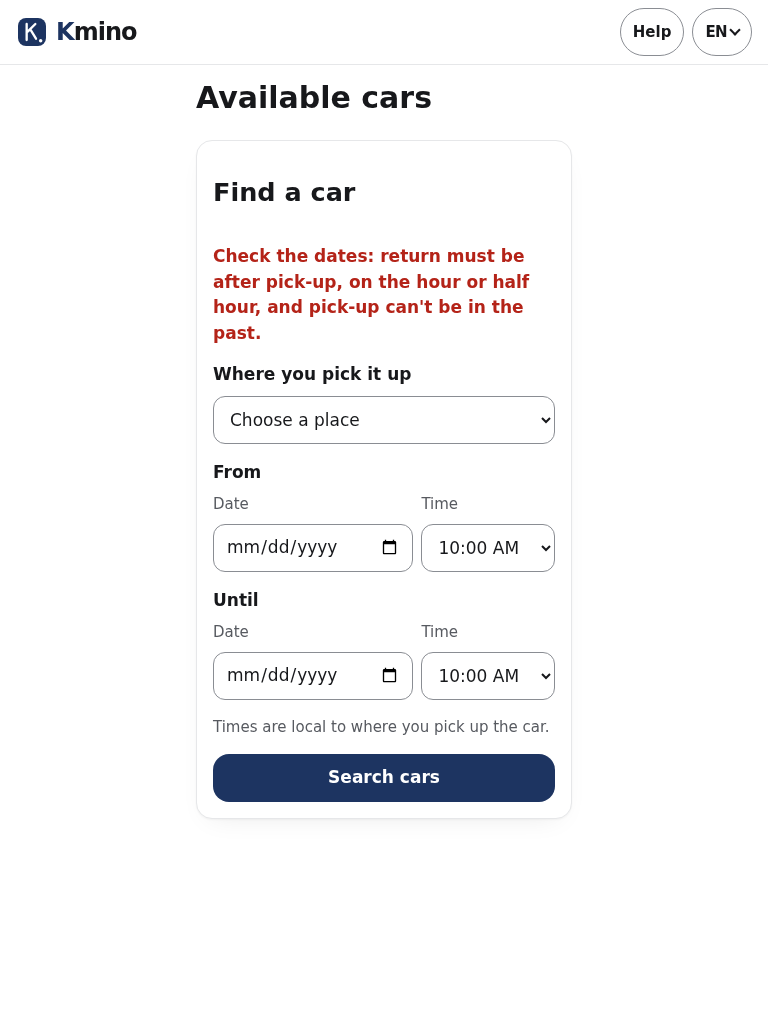 K. Kmino
Help
EN
Available cars
Find a car
Check the dates: return must be
after pick-up, on the hour or half
hour, and pick-up can't be in the
past.
Where you pick it up
Choose a place
From
Date Time
mm/dd/yyyy 10:00 AM
Until
Date Time
mm/dd/yyyy 10:00 AM
Times are local to where you pick up the car.
Search cars